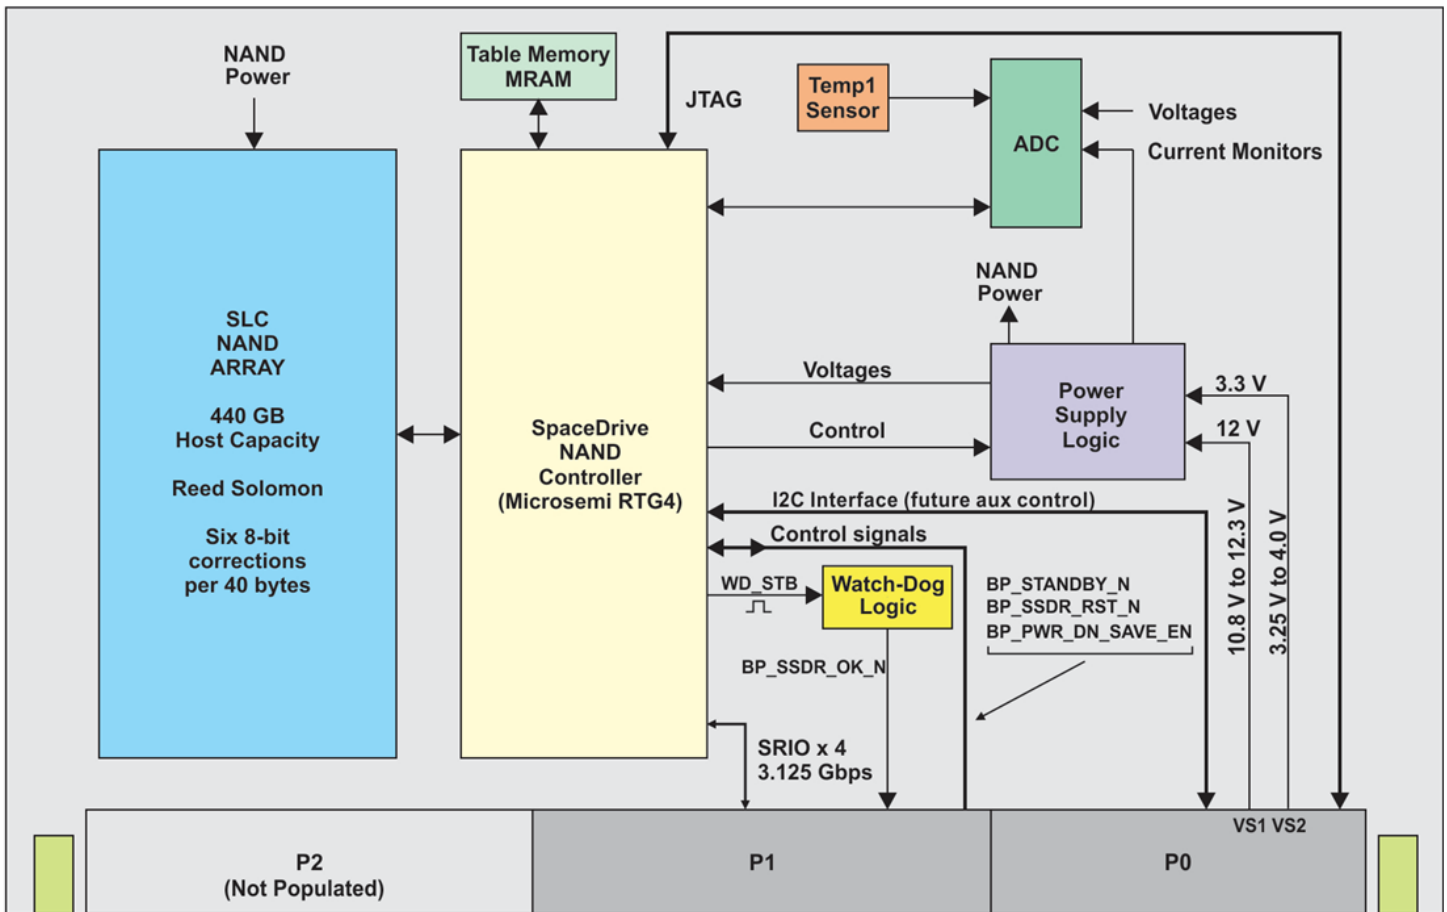 NAND
Power
Table Memory
MRAM
JTAG
Temp1
Sensor
ADC
Voltages
Current Monitors
SLC
NAND
ARRAY
440 GB
Host Capacity
Reed Solomon
Six 8-bit
corrections
per 40 bytes
SpaceDrive
NAND
Controller
(Microsemi RTG4)
NAND
Power
Voltages
Control
Power
Supply
Logic
3.3 V
12 V
I2C Interface (future aux control)
Control signals
WD_STB
Watch-Dog
Logic
BP_STANDBY_N
BP_SSDR_RST_N
BP_PWR_DN_SAVE_EN
10.8 V to 12.3 V
3.25 V to 4.0 V
BP_SSDR_OK_N
SRIO x 4
3.125 Gbps
VS1 VS2
P2
(Not Populated)
P1
P0